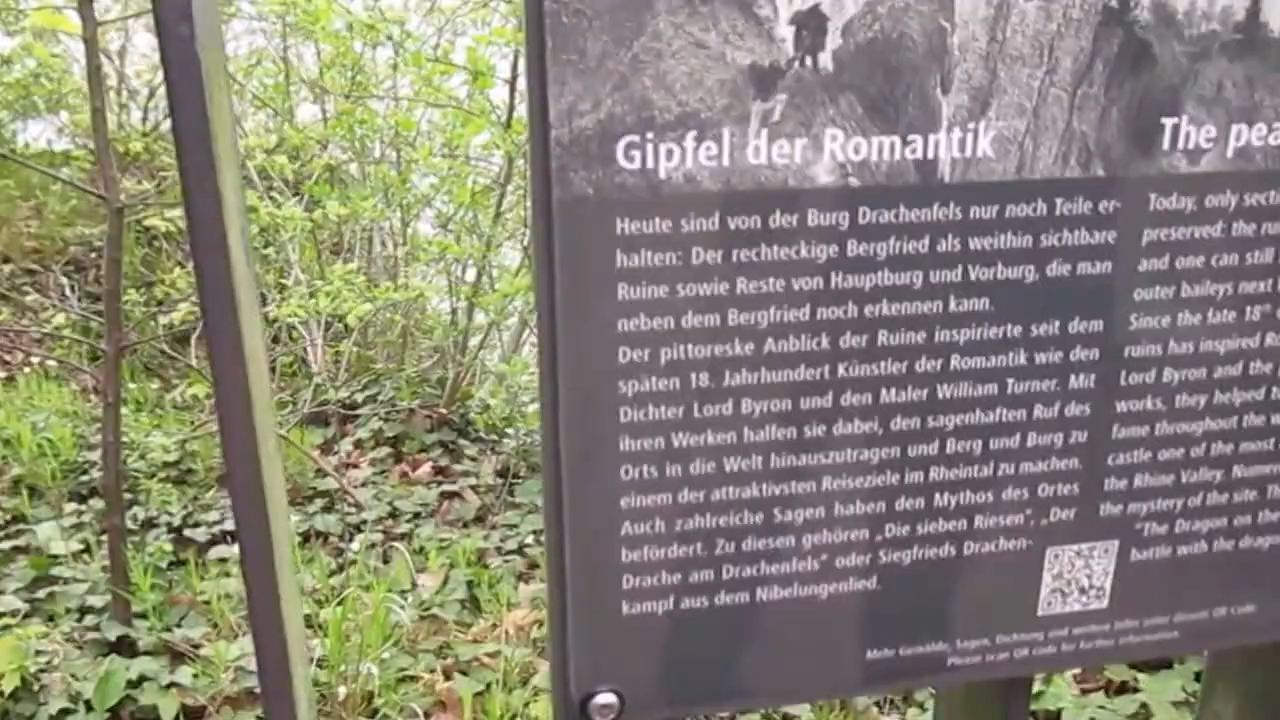 Gipfel der Romantik
Heute sind von der Burg Drachenfels nur noch Teile er-
halten: Der rechteckige Bergfried als weithin sichtbare
Ruine sowie Reste von Hauptburg und Vorburg, die man
neben dem Bergfried noch erkennen kann.
Der pittoreske Anblick der Ruine inspirierte seit dem
späten 18. Jahrhundert Künstler der Romantik wie den
Dichter Lord Byron und den Maler William Turner. Mit
ihren Werken halfen sie dabei, den sagenhaften Ruf des
Orts in die Welt hinauszutragen und Berg und Burg zu
einem der attraktivsten Reiseziele im Rheintal zu machen.
Auch zahlreiche Sagen haben den Mythos des Ortes
befördert. Zu diesen gehören „Die sieben Riesen“, „Der
Drache am Drachenfels“ oder Siegfrieds Drachen-
kampf aus dem Nibelungenlied.
The pea
Today, only sect
preserved: the ru
and one can still
outer baileys next
Since the late 18th
ruins has inspired Ro
Lord Byron and the
works, they helped t
fame throughout the w
castle one of the most
the Rhine Valley. Numer
the mystery of the site. Th
"The Dragon on the
battle with the drago
Mehr Gemälde, Sagen, Dichtung und weitere Infos unter diesem QR Code
Please scan QR code for further information.